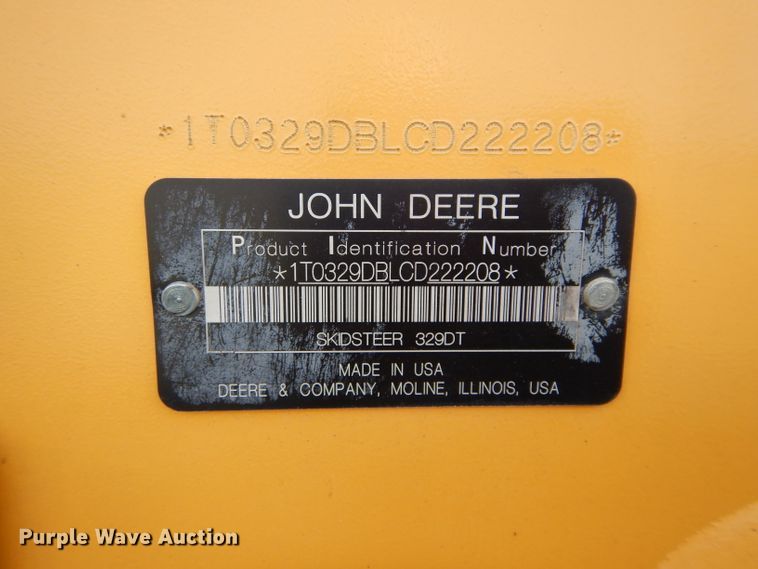 *1T0329DBLCD222208*
JOHN DEERE
Product Identification Number
*1T0329DBLCD222208*
SKIDSTEER 329DT
MADE IN USA
DEERE & COMPANY, MOLINE, ILLINOIS, USA
Purple Wave Auction